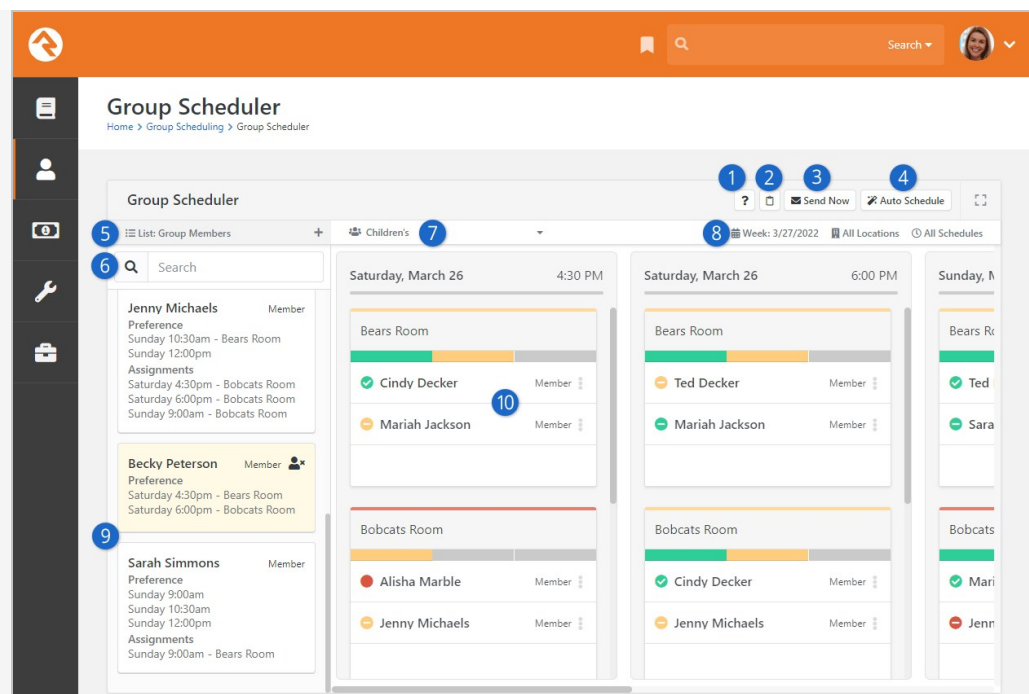 Search
Group Scheduler
Home > Group Scheduling > Group Scheduler
1 2 3 4
Group Scheduler ? Send Now Auto Schedule
5 List: Group Members + Children's 7 8 Week: 3/27/2022 All Locations All Schedules
6 Search
Jenny Michaels Member
Preference
Sunday 10:30am - Bears Room
Sunday 12:00pm
Assignments
Saturday 4:30pm - Bobcats Room
Saturday 6:00pm - Bobcats Room
Sunday 9:00am - Bobcats Room
Becky Peterson Member
Preference
Saturday 4:30pm - Bears Room
Saturday 6:00pm - Bobcats Room
9
Sarah Simmons Member
Preference
Sunday 9:00am
Sunday 10:30am
Sunday 12:00pm
Assignments
Sunday 9:00am - Bears Room
Saturday, March 26 4:30 PM
Bears Room
Cindy Decker Member
10
Mariah Jackson Member
Bobcats Room
Alisha Marble Member
Jenny Michaels Member
Saturday, March 26 6:00 PM
Bears Room
Ted Decker Member
Mariah Jackson Member
Bobcats Room
Cindy Decker Member
Jenny Michaels Member
Sunday, M
Bears Ro
Ted
Sara
Bobcats
Mari
Jenn